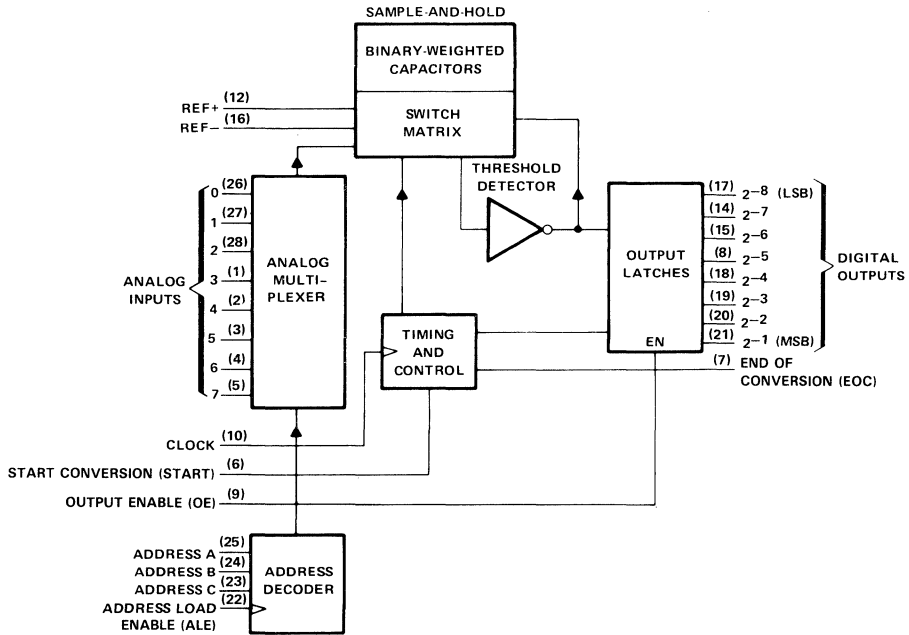 SAMPLE-AND-HOLD
BINARY-WEIGHTED
CAPACITORS
SWITCH
MATRIX
REF+ (12)
REF− (16)
THRESHOLD
DETECTOR
ANALOG
INPUTS
0 (26)
1 (27)
2 (28)
3 (1)
4 (2)
5 (3)
6 (4)
7 (5)
ANALOG
MULTI-
PLEXER
TIMING
AND
CONTROL
OUTPUT
LATCHES
EN
(17) 2−8 (LSB)
(14) 2−7
(15) 2−6
(8) 2−5
(18) 2−4
(19) 2−3
(20) 2−2
(21) 2−1 (MSB)
DIGITAL
OUTPUTS
(7) END OF
CONVERSION (EOC)
CLOCK (10)
START CONVERSION (START) (6)
OUTPUT ENABLE (OE) (9)
ADDRESS A (25)
ADDRESS B (24)
ADDRESS C (23)
ADDRESS LOAD (22)
ENABLE (ALE)
ADDRESS
DECODER